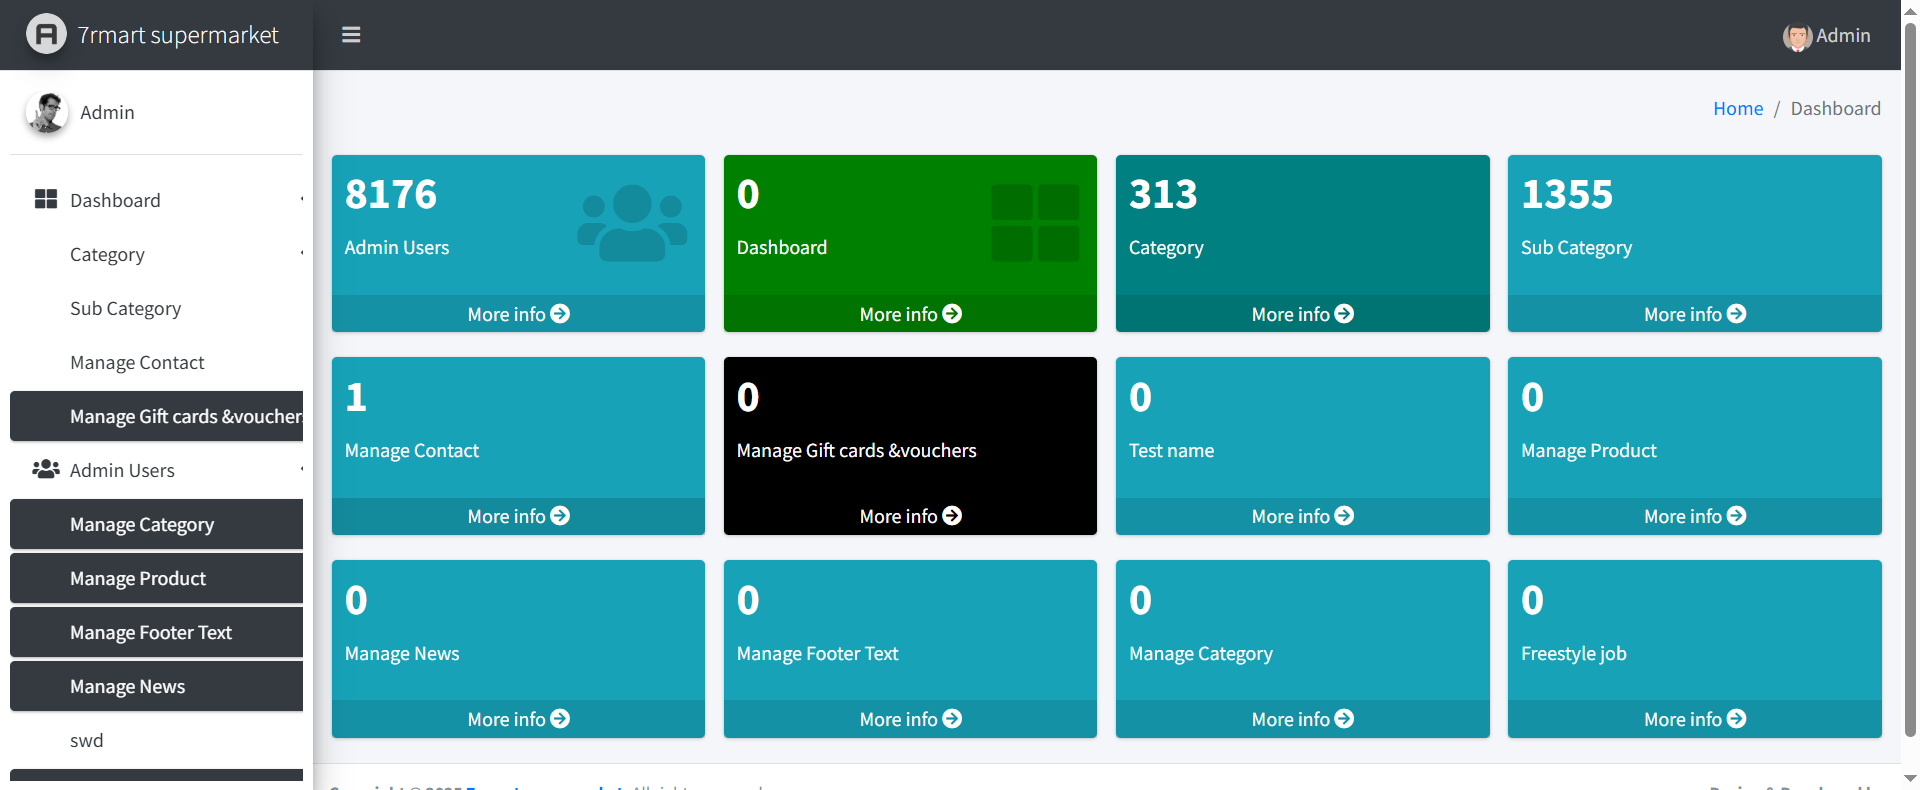 7rmart supermarket
Admin
Admin
Home / Dashboard
Dashboard
Category
Sub Category
Manage Contact
Manage Gift cards &voucher
Admin Users
Manage Category
Manage Product
Manage Footer Text
Manage News
swd
8176
Admin Users
More info
0
Dashboard
More info
313
Category
More info
1355
Sub Category
More info
1
Manage Contact
More info
0
Manage Gift cards &vouchers
More info
0
Test name
More info
0
Manage Product
More info
0
Manage News
More info
0
Manage Footer Text
More info
0
Manage Category
More info
0
Freestyle job
More info